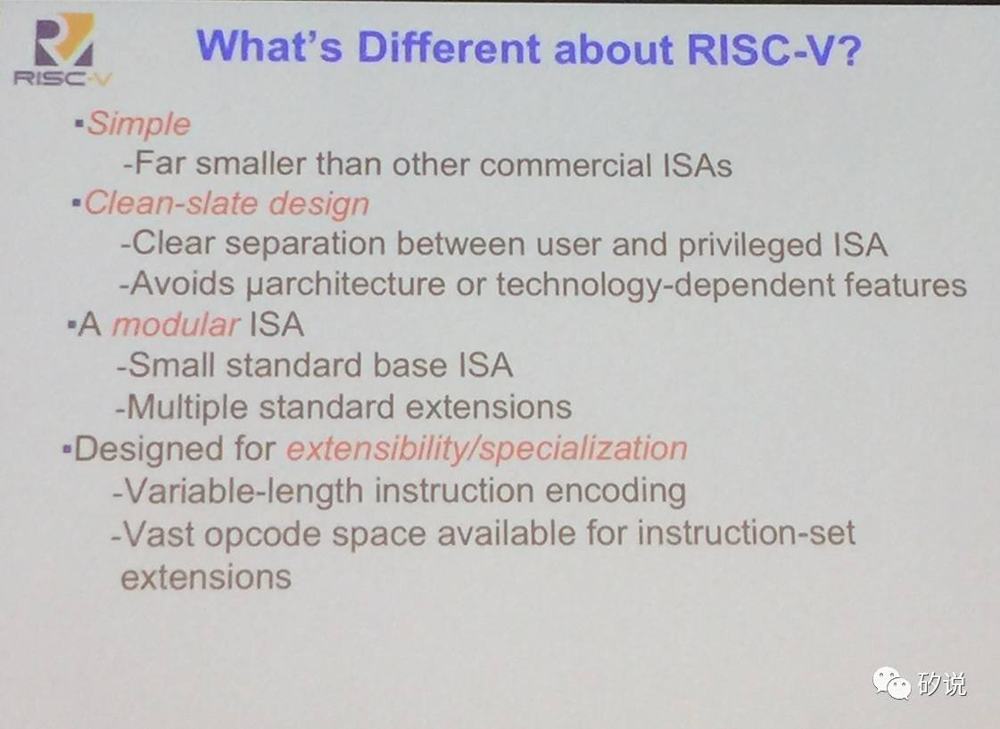 RISC-V
What's Different about RISC-V?
▪Simple
-Far smaller than other commercial ISAs
▪Clean-slate design
-Clear separation between user and privileged ISA
-Avoids µarchitecture or technology-dependent features
▪A modular ISA
-Small standard base ISA
-Multiple standard extensions
▪Designed for extensibility/specialization
-Variable-length instruction encoding
-Vast opcode space available for instruction-set
extensions
矽说